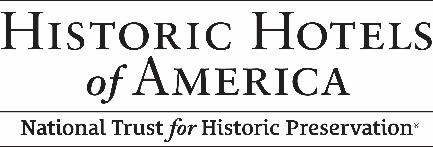 HISTORIC HOTELS
of AMERICA
National Trust for Historic Preservation®